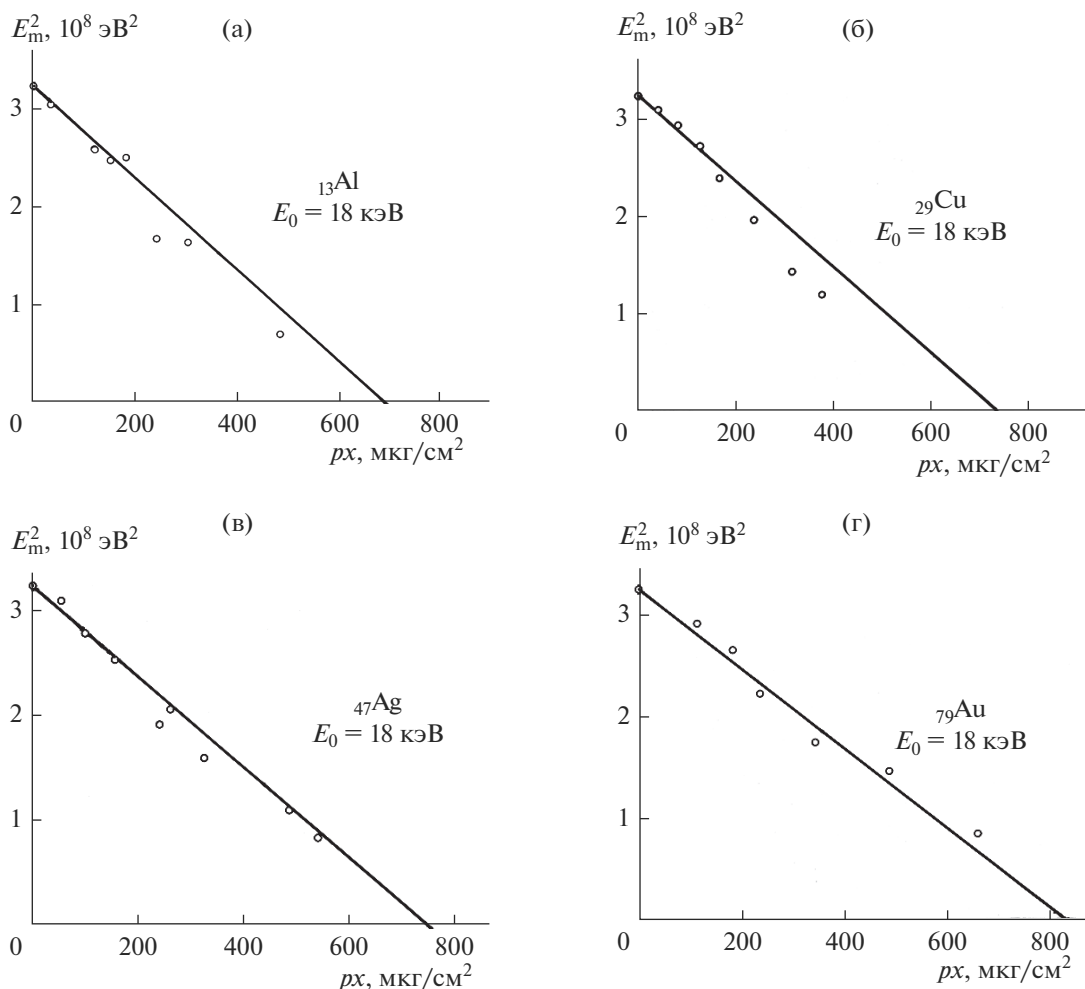 (а)
E_m^2, 10^8 эВ^2
3
2
1
0
200
400
600
800
_13Al
E_0 = 18 кэВ
px, мкг/см^2
(б)
E_m^2, 10^8 эВ^2
3
2
1
0
200
400
600
800
_29Cu
E_0 = 18 кэВ
px, мкг/см^2
(в)
E_m^2, 10^8 эВ^2
3
2
1
0
200
400
600
800
_47Ag
E_0 = 18 кэВ
px, мкг/см^2
(г)
E_m^2, 10^8 эВ^2
3
2
1
0
200
400
600
800
_79Au
E_0 = 18 кэВ
px, мкг/см^2